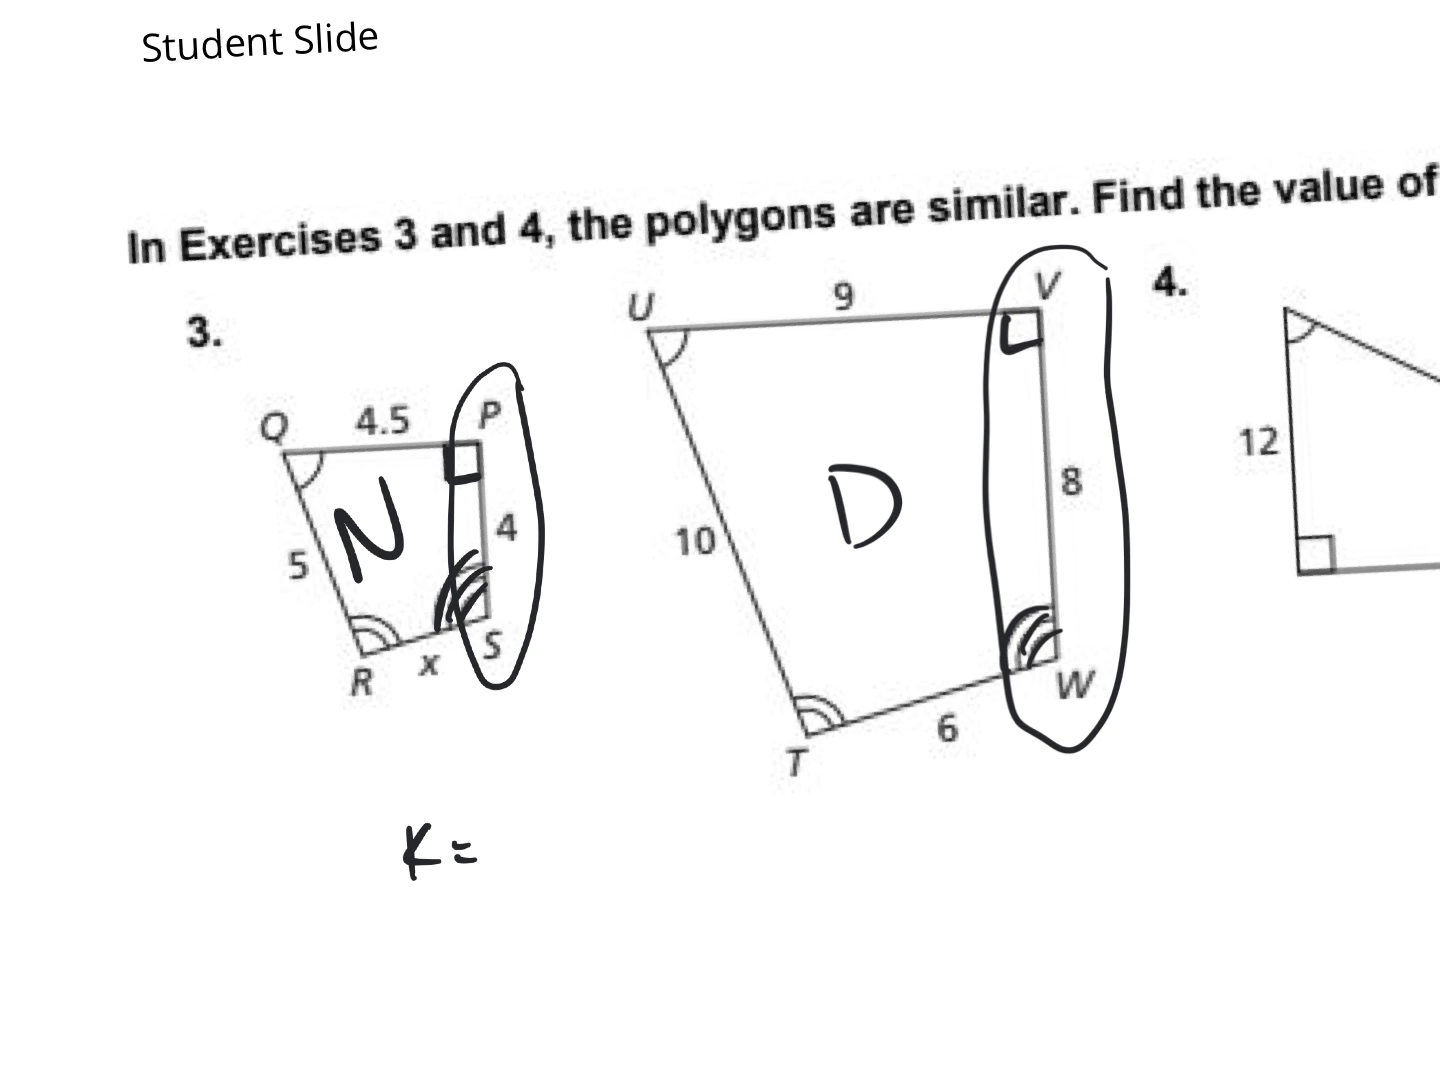 Student Slide
In Exercises 3 and 4, the polygons are similar. Find the value of
3.
Q 4.5 P
5 N 4
R x S
U 9 V
10 D 8
T 6 W
4.
12
K =